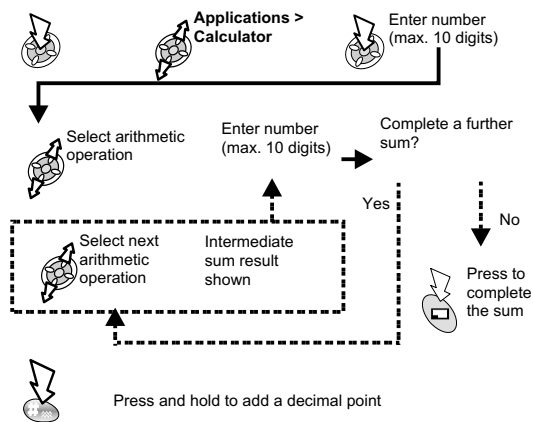 Applications >
Calculator
Enter number
(max. 10 digits)
Select arithmetic
operation
Enter number
(max. 10 digits)
Complete a further
sum?
Yes
No
Select next
arithmetic
operation
Intermediate
sum result
shown
Press to
complete
the sum
Press and hold to add a decimal point